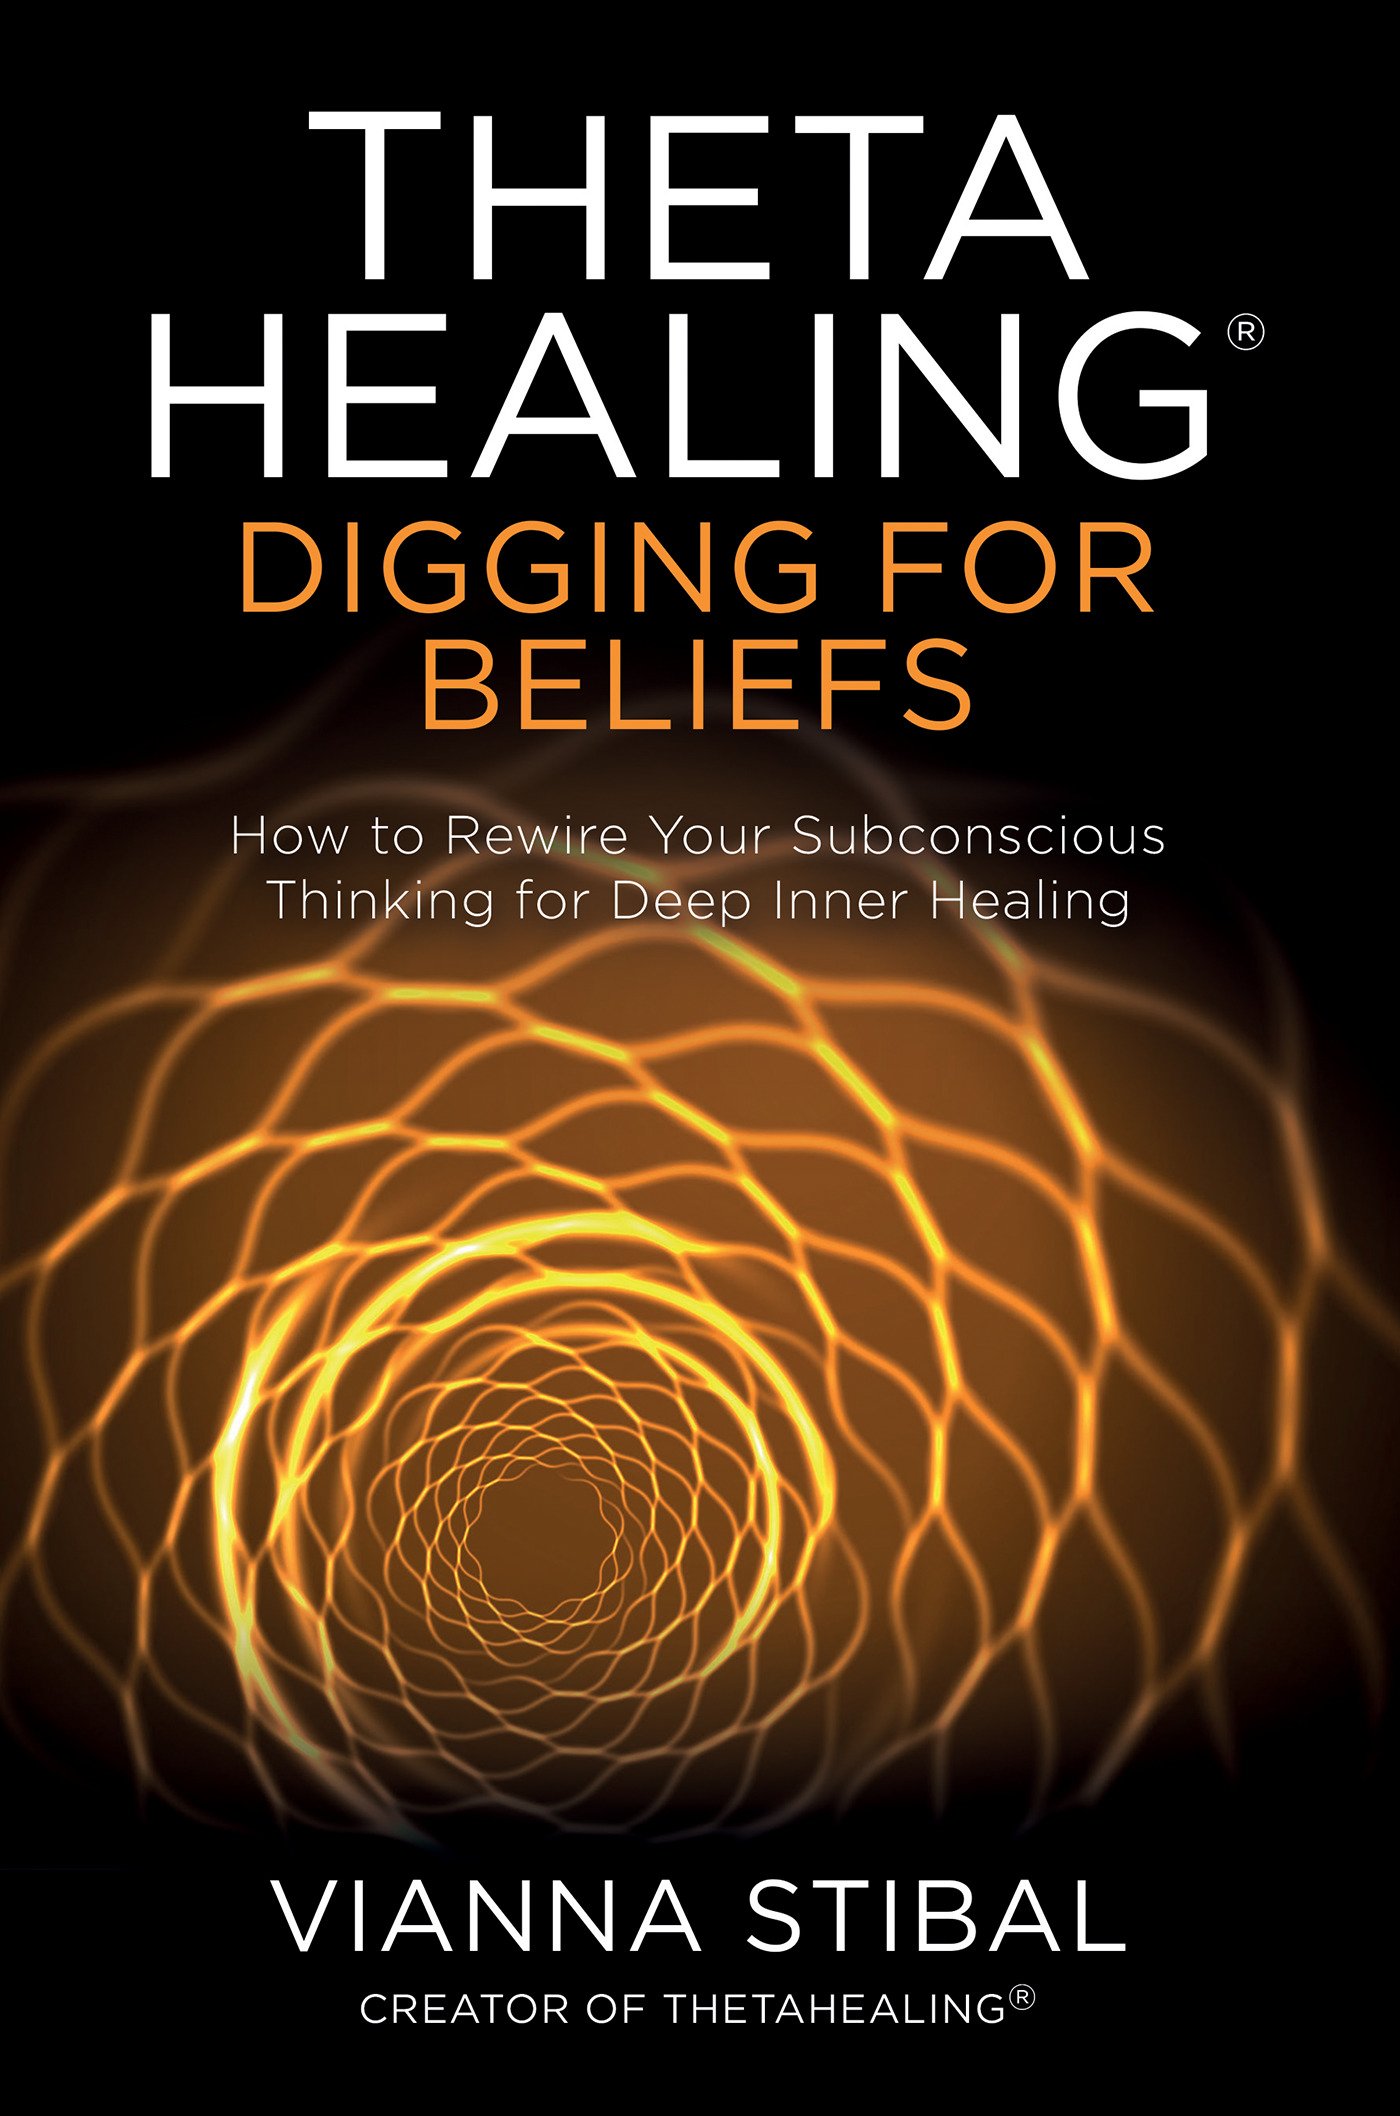 THETA
HEALING®
DIGGING FOR
BELIEFS
How to Rewire Your Subconscious
Thinking for Deep Inner Healing
VIANNA STIBAL
CREATOR OF THETAHEALING®